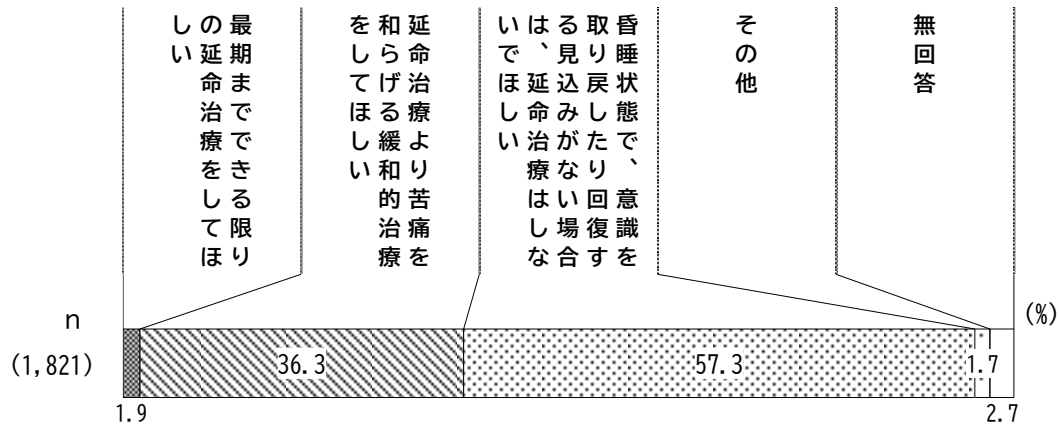 最期までできる限り
の延命治療をしてほ
しい
延命治療より苦痛を
和らげる緩和的治療
をしてほしい
昏睡状態で、意識を
取り戻したり回復す
る見込みがない場合
は、延命治療はしな
いでほしい
その他
無回答
n
(%)
(1,821)
36.3
57.3
1.7
1.9
2.7